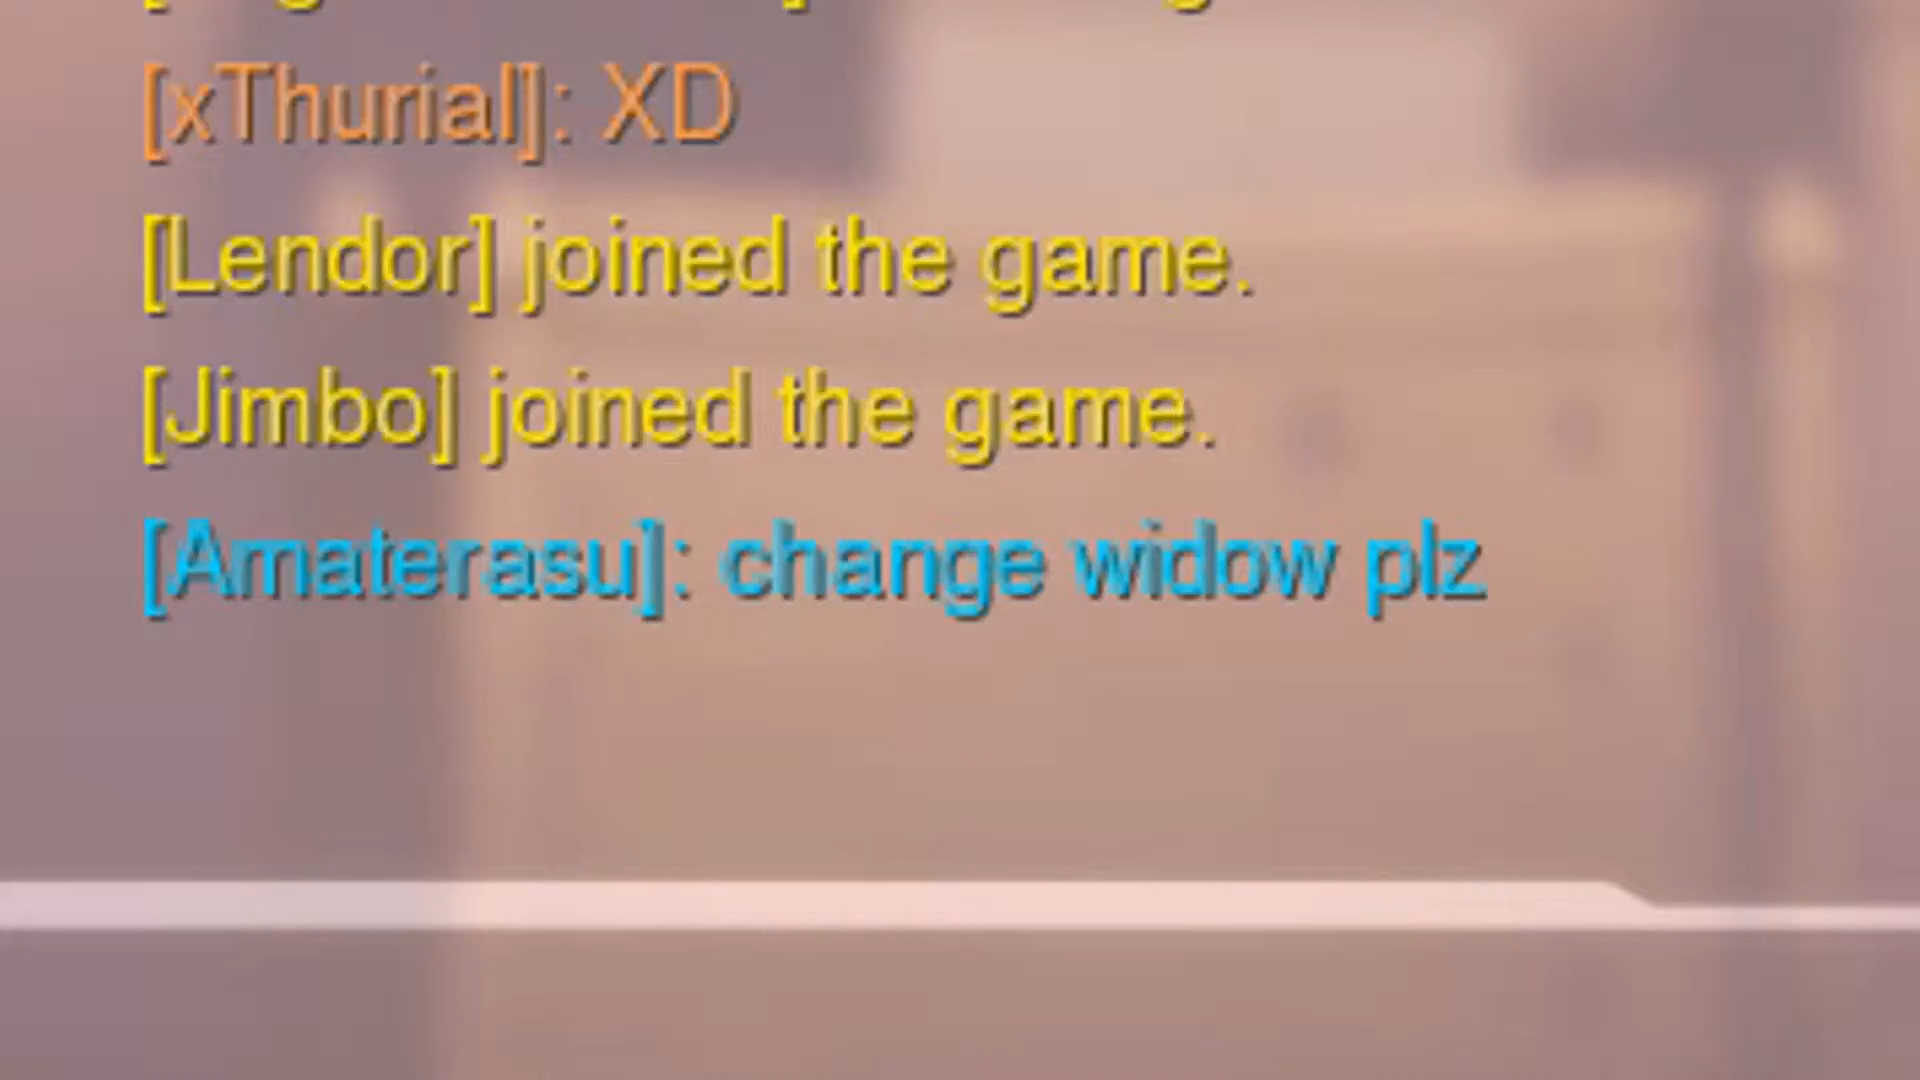 [xThurial]: XD
[Lendor] joined the game.
[Jimbo] joined the game.
[Amaterasu]: change widow plz